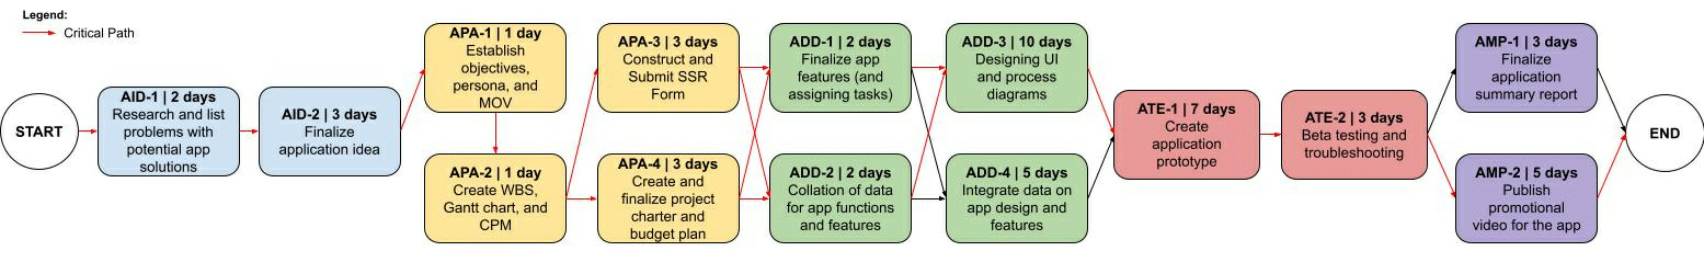 Legend:
Critical Path
START
AID-1 | 2 days
Research and list
problems with
potential app
solutions
AID-2 | 3 days
Finalize
application idea
APA-1 | 1 day
Establish
objectives,
persona, and
MOV
APA-2 | 1 day
Create WBS,
Gantt chart, and
CPM
APA-3 | 3 days
Construct and
Submit SSR
Form
APA-4 | 3 days
Create and
finalize project
charter and
budget plan
ADD-1 | 2 days
Finalize app
features (and
assigning tasks)
ADD-2 | 2 days
Collation of data
for app functions
and features
ADD-3 | 10 days
Designing UI
and process
diagrams
ADD-4 | 5 days
Integrate data on
app design and
features
ATE-1 | 7 days
Create
application
prototype
ATE-2 | 3 days
Beta testing and
troubleshooting
AMP-1 | 3 days
Finalize
application
summary report
AMP-2 | 5 days
Publish
promotional
video for the app
END